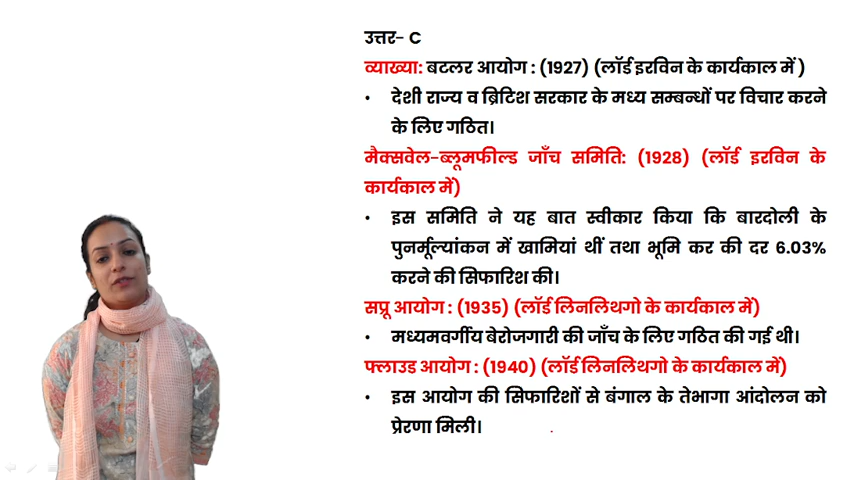 उत्तर- C
व्याख्या: बटलर आयोग : (1927) (लॉर्ड इरविन के कार्यकाल में )
• देशी राज्य व ब्रिटिश सरकार के मध्य सम्बन्धों पर विचार करने
के लिए गठित।
मैक्सवेल-ब्लूमफील्ड जाँच समिति: (1928) (लॉर्ड इरविन के
कार्यकाल में)
• इस समिति ने यह बात स्वीकार किया कि बारदोली के
पुनर्मूल्यांकन में खामियां थीं तथा भूमि कर की दर 6.03%
करने की सिफारिश की।
सप्रू आयोग : (1935) (लॉर्ड लिनलिथगो के कार्यकाल में)
• मध्यमवर्गीय बेरोजगारी की जाँच के लिए गठित की गई थी।
फ्लाउड आयोग : (1940) (लॉर्ड लिनलिथगो के कार्यकाल में)
• इस आयोग की सिफारिशों से बंगाल के तेभागा आंदोलन को
प्रेरणा मिली।